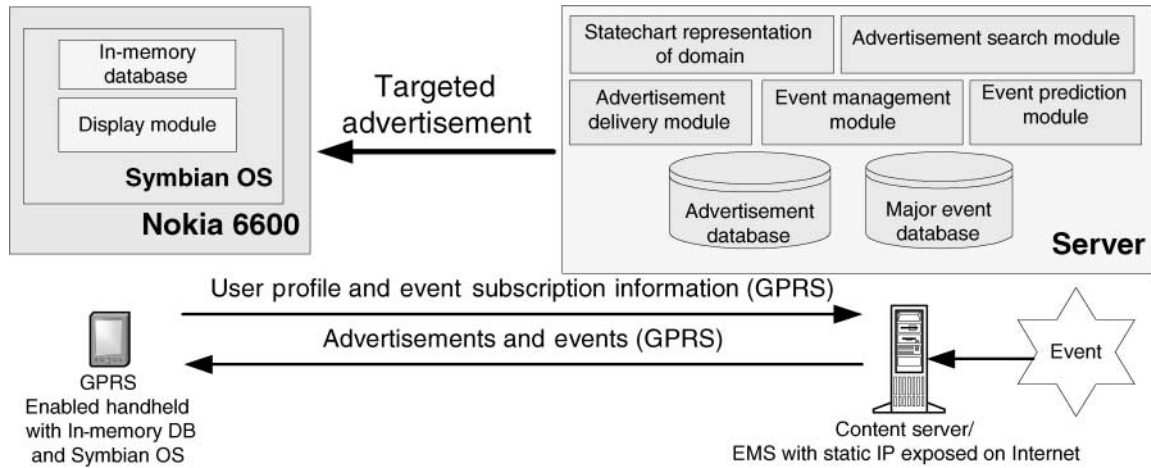 In-memory
database
Display module
Symbian OS
Nokia 6600
Targeted
advertisement
Statechart representation
of domain
Advertisement search module
Advertisement
delivery module
Event management
module
Event prediction
module
Advertisement
database
Major event
database
Server
User profile and event subscription information (GPRS)
Advertisements and events (GPRS)
GPRS
Enabled handheld
with In-memory DB
and Symbian OS
Event
Content server/
EMS with static IP exposed on Internet